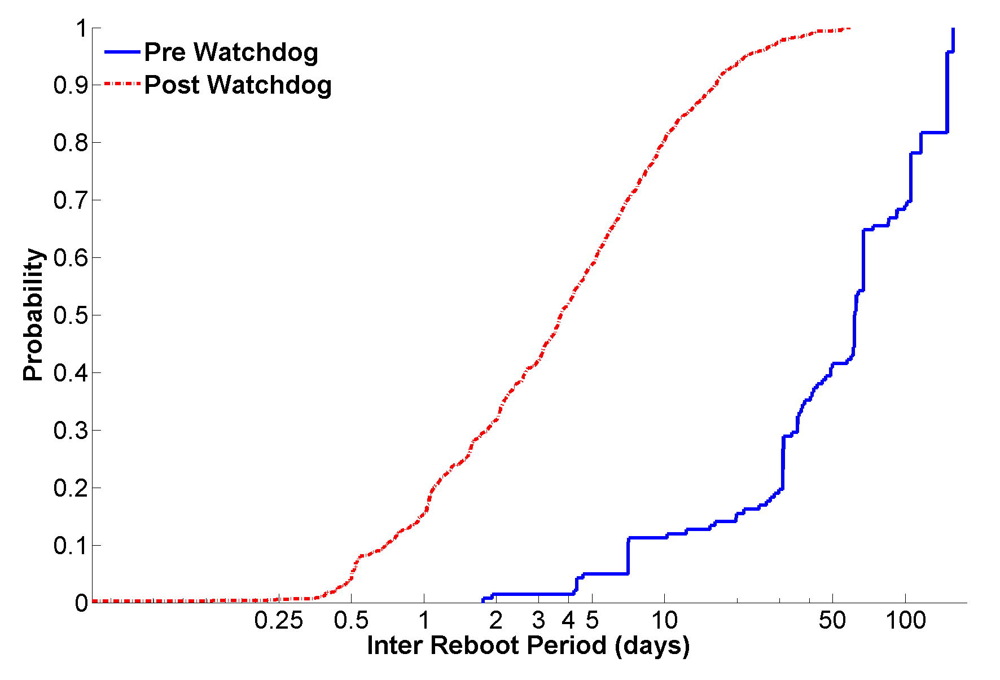 1
Pre Watchdog
Post Watchdog
0.9
0.8
0.7
0.6
0.5
0.4
0.3
0.2
0.1
0
Probability
0.25 0.5 1 2 3 4 5 10 50 100
Inter Reboot Period (days)